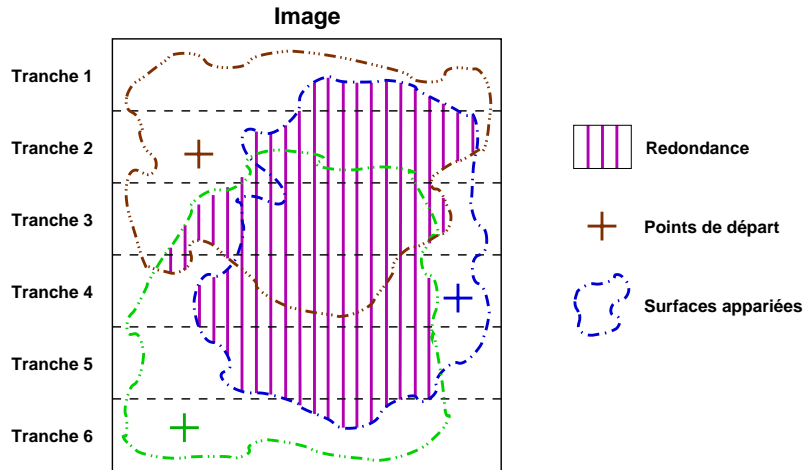 Image
Tranche 1
Tranche 2
Tranche 3
Tranche 4
Tranche 5
Tranche 6
Redondance
Points de départ
Surfaces appariées